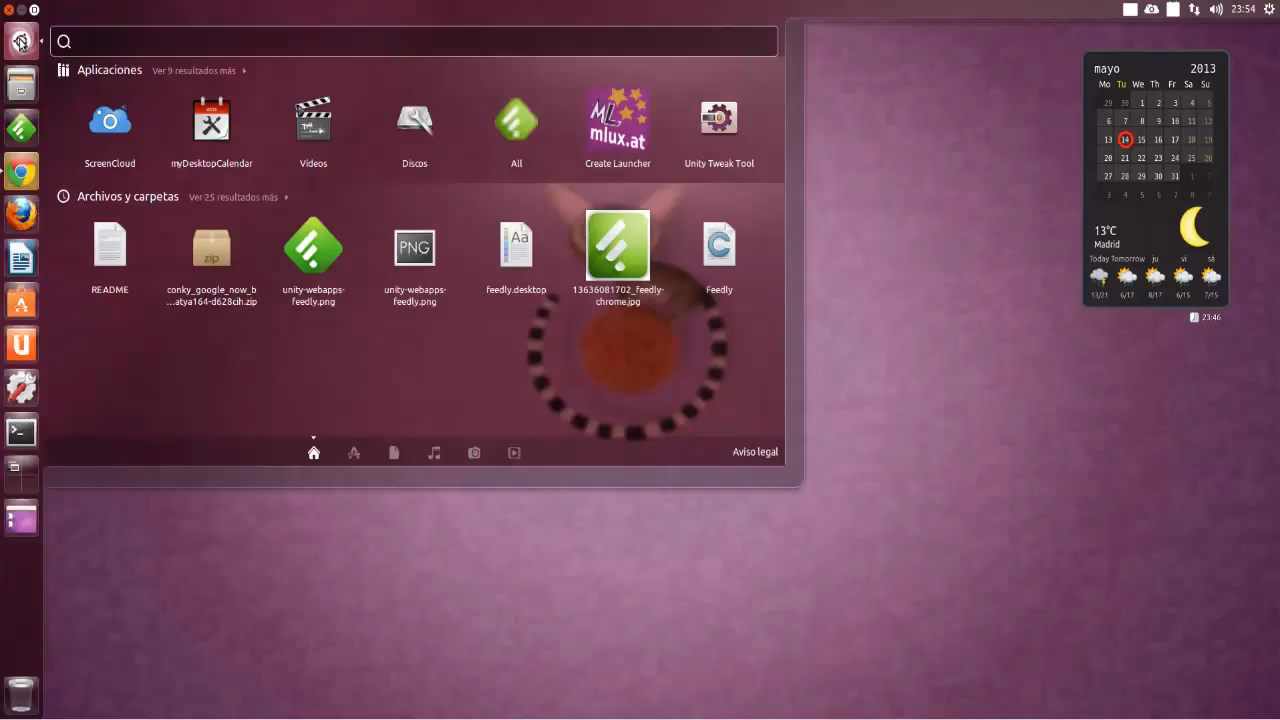 23:54
Aplicaciones Ver 9 resultados más
ScreenCloud
myDesktopCalendar
Vídeos
Discos
All
ML mlux.at
Create Launcher
Unity Tweak Tool
Archivos y carpetas Ver 25 resultados más
README
zip
conky_google_now_b
...atya164-d628cih.zip
unity-webapps-
feedly.png
PNG
unity-webapps-
feedly.png
Aa
feedly.desktop
13636081702_feedly-
chrome.jpg
C
Feedly
Aviso legal
mayo 2013
Mo Tu We Th Fr Sa Su
29 30 1 2 3 4 5
6 7 8 9 10 11 12
13 14 15 16 17 18 19
20 21 22 23 24 25 26
27 28 29 30 31 1 2
3 4 5 6 7 8 9
13°C
Madrid
Today Tomorrow ju vi sá
13/21 6/17 8/17 6/15 7/15
23:46